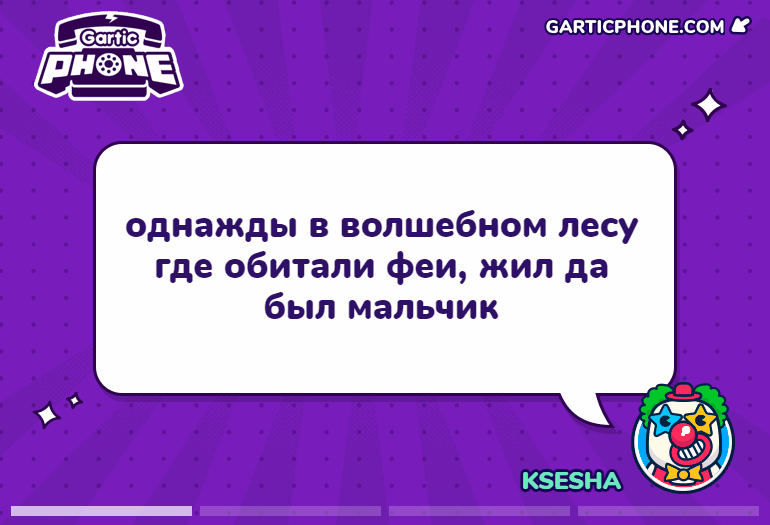 Gartic
PHONE
GARTICPHONE.COM
однажды в волшебном лесу
где обитали феи, жил да
был мальчик
KSESHA